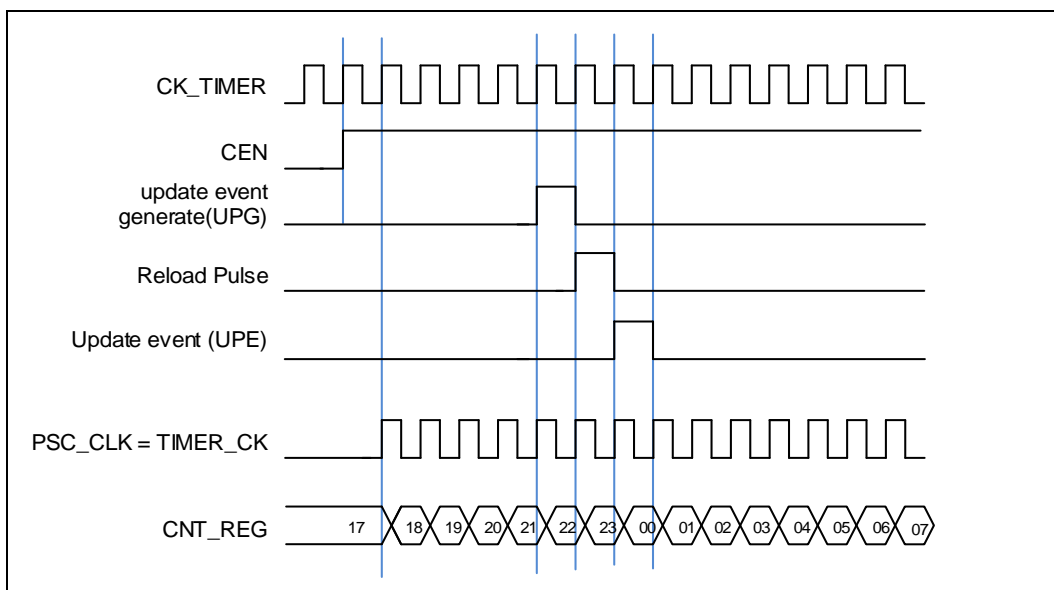 CK_TIMER
CEN
update event
generate(UPG)
Reload Pulse
Update event (UPE)
PSC_CLK = TIMER_CK
CNT_REG 17 18 19 20 21 22 23 00 01 02 03 04 05 06 07